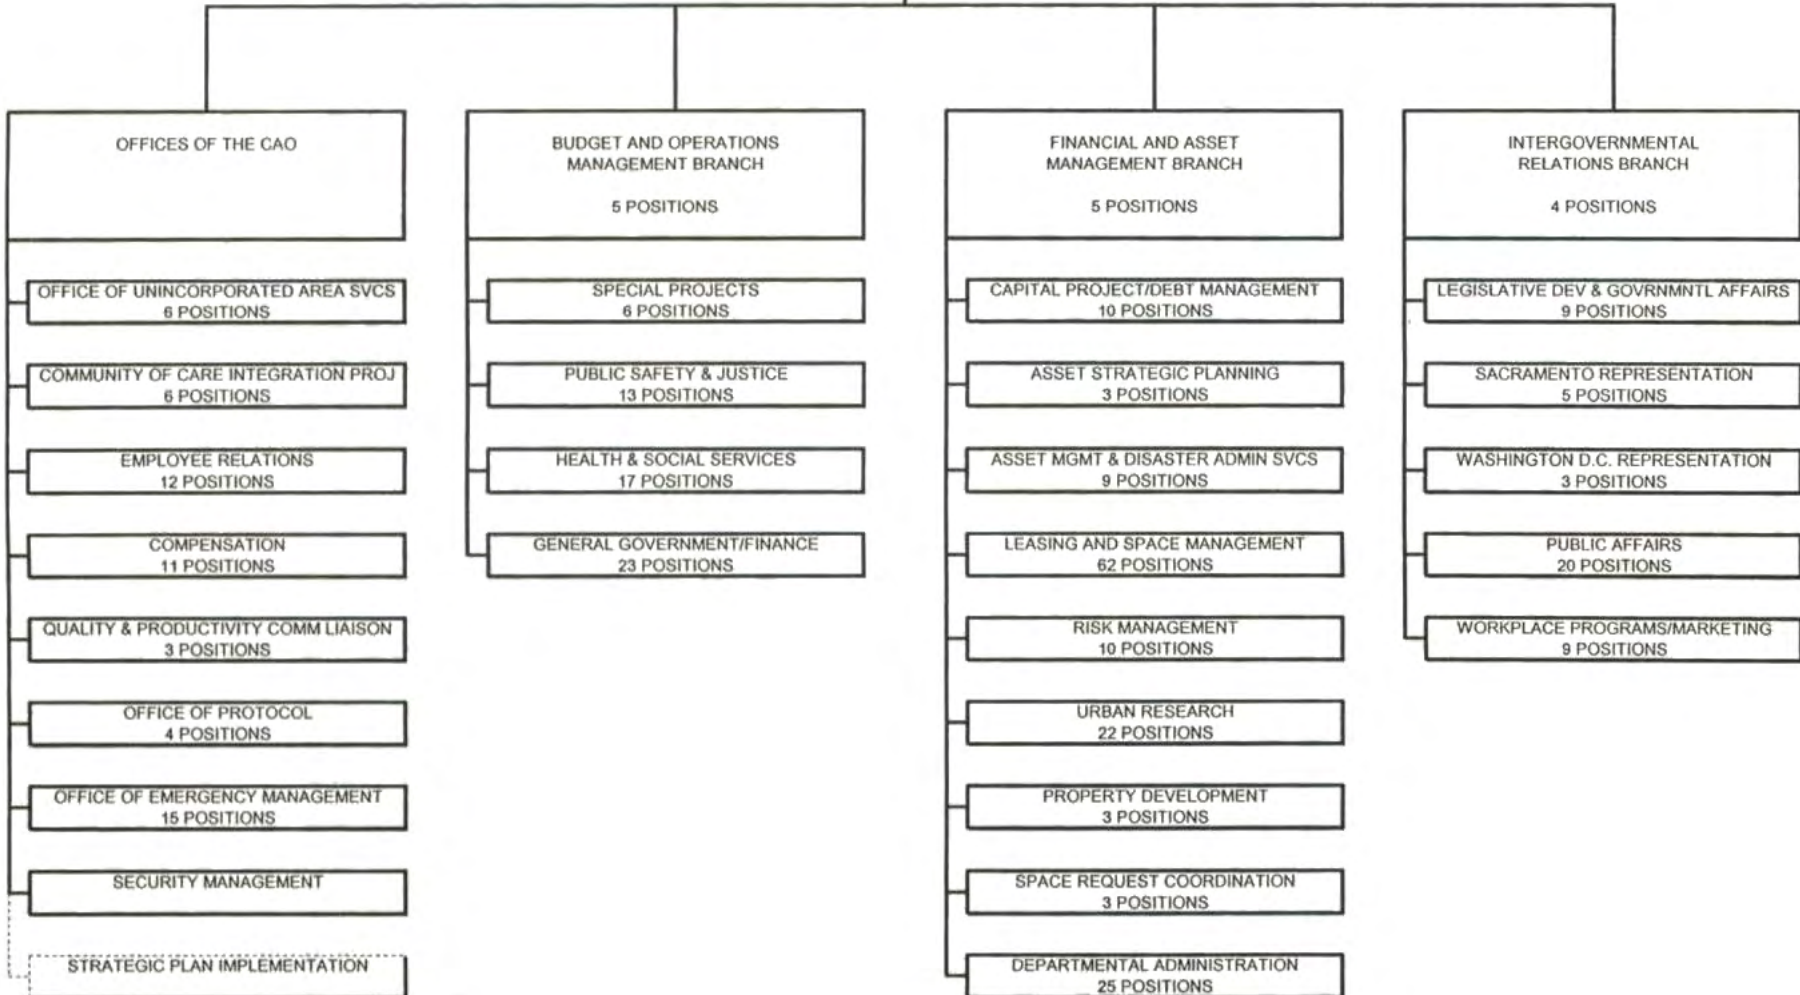 OFFICES OF THE CAO
OFFICE OF UNINCORPORATED AREA SVCS
6 POSITIONS
COMMUNITY OF CARE INTEGRATION PROJ
6 POSITIONS
EMPLOYEE RELATIONS
12 POSITIONS
COMPENSATION
11 POSITIONS
QUALITY & PRODUCTIVITY COMM LIAISON
3 POSITIONS
OFFICE OF PROTOCOL
4 POSITIONS
OFFICE OF EMERGENCY MANAGEMENT
15 POSITIONS
SECURITY MANAGEMENT
STRATEGIC PLAN IMPLEMENTATION
BUDGET AND OPERATIONS
MANAGEMENT BRANCH
5 POSITIONS
SPECIAL PROJECTS
6 POSITIONS
PUBLIC SAFETY & JUSTICE
13 POSITIONS
HEALTH & SOCIAL SERVICES
17 POSITIONS
GENERAL GOVERNMENT/FINANCE
23 POSITIONS
FINANCIAL AND ASSET
MANAGEMENT BRANCH
5 POSITIONS
CAPITAL PROJECT/DEBT MANAGEMENT
10 POSITIONS
ASSET STRATEGIC PLANNING
3 POSITIONS
ASSET MGMT & DISASTER ADMIN SVCS
9 POSITIONS
LEASING AND SPACE MANAGEMENT
62 POSITIONS
RISK MANAGEMENT
10 POSITIONS
URBAN RESEARCH
22 POSITIONS
PROPERTY DEVELOPMENT
3 POSITIONS
SPACE REQUEST COORDINATION
3 POSITIONS
DEPARTMENTAL ADMINISTRATION
25 POSITIONS
INTERGOVERNMENTAL
RELATIONS BRANCH
4 POSITIONS
LEGISLATIVE DEV & GOVRNMNTL AFFAIRS
9 POSITIONS
SACRAMENTO REPRESENTATION
5 POSITIONS
WASHINGTON D.C. REPRESENTATION
3 POSITIONS
PUBLIC AFFAIRS
20 POSITIONS
WORKPLACE PROGRAMS/MARKETING
9 POSITIONS